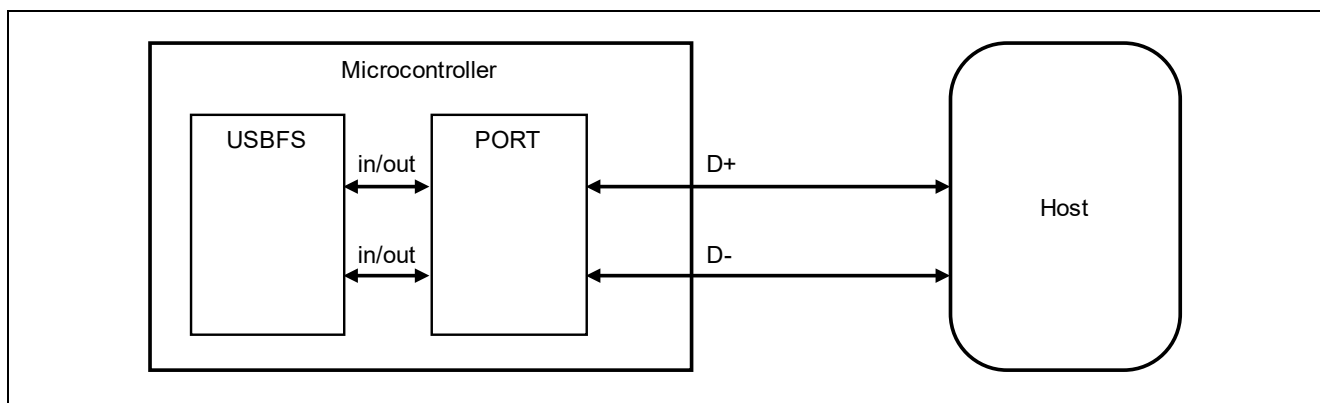 Microcontroller
USBFS
PORT
in/out
in/out
D+
D-
Host